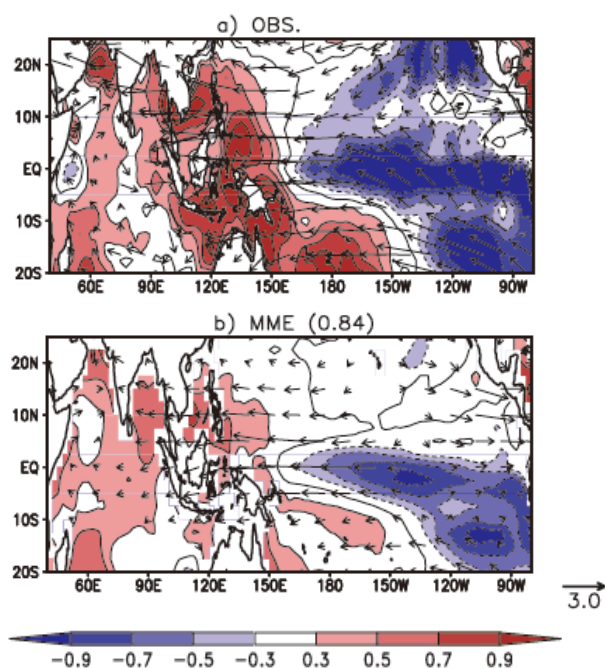 a) OBS.
20N
10N
EQ
10S
20S
60E 90E 120E 150E 180 150W 120W 90W
b) MME (0.84)
20N
10N
EQ
10S
20S
60E 90E 120E 150E 180 150W 120W 90W
3.0
-0.9 -0.7 -0.5 -0.3 0.3 0.5 0.7 0.9